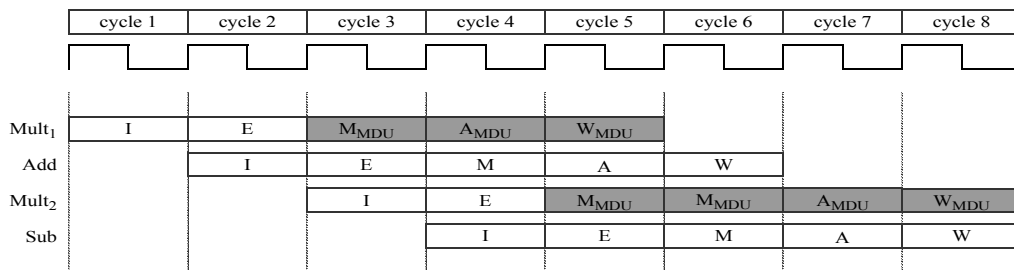 cycle 1 cycle 2 cycle 3 cycle 4 cycle 5 cycle 6 cycle 7 cycle 8
Mult1 I E MMDU AMDU WMDU
Add I E M A W
Mult2 I E MMDU MMDU AMDU WMDU
Sub I E M A W